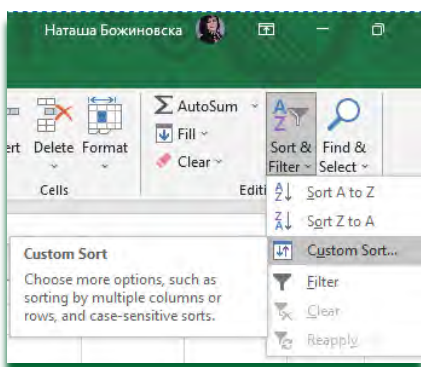 Наташа Божиновска
AutoSum
ert Delete Format
Fill
Sort & Find &
Clear
Filter Select
Cells
Editi
Sort A to Z
Sort Z to A
Custom Sort...
Filter
Clear
Reapply
Custom Sort
Choose more options, such as
sorting by multiple columns or
rows, and case-sensitive sorts.